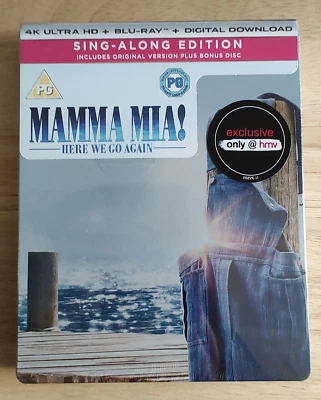 4K ULTRA HD + BLU-RAY™ + DIGITAL DOWNLOAD
SING-ALONG EDITION
INCLUDES ORIGINAL VERSION PLUS BONUS DISC
PG
PG
MAMMA MIA!
HERE WE GO AGAIN
exclusive
only @ hmv